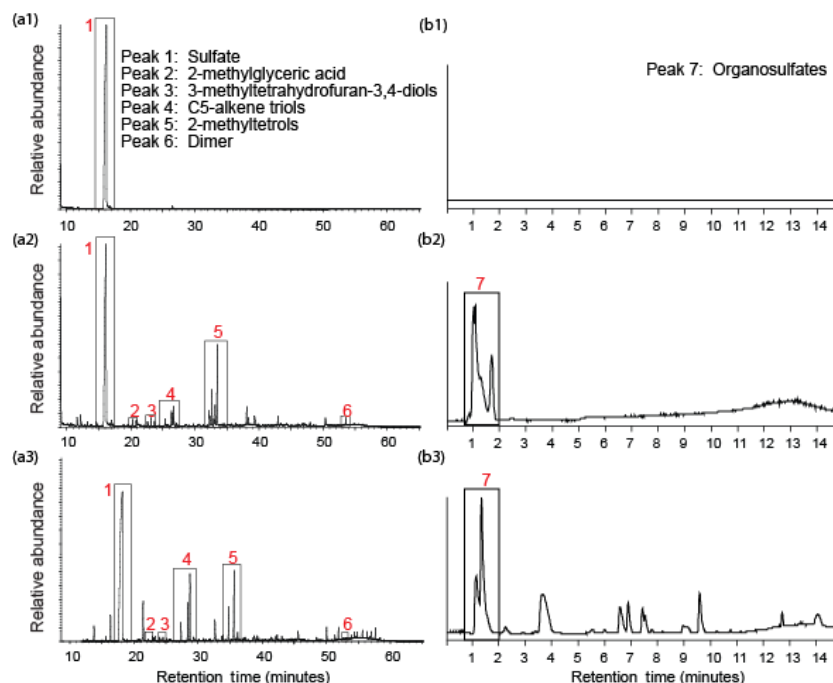 (a1)
1
Peak 1: Sulfate
Peak 2: 2-methylglyceric acid
Peak 3: 3-methyltetrahydrofuran-3,4-diols
Peak 4: C5-alkene triols
Peak 5: 2-methyltetrols
Peak 6: Dimer
Relative abundance
10 20 30 40 50 60
(b1)
Peak 7: Organosulfates
1 2 3 4 5 6 7 8 9 10 11 12 13 14
(a2)
1
2 3 4 5 6
Relative abundance
10 20 30 40 50 60
(b2)
7
1 2 3 4 5 6 7 8 9 10 11 12 13 14
(a3)
1
2 3 4 5 6
Relative abundance
10 20 30 40 50 60
Retention time (minutes)
(b3)
7
1 2 3 4 5 6 7 8 9 10 11 12 13 14
Retention time (minutes)